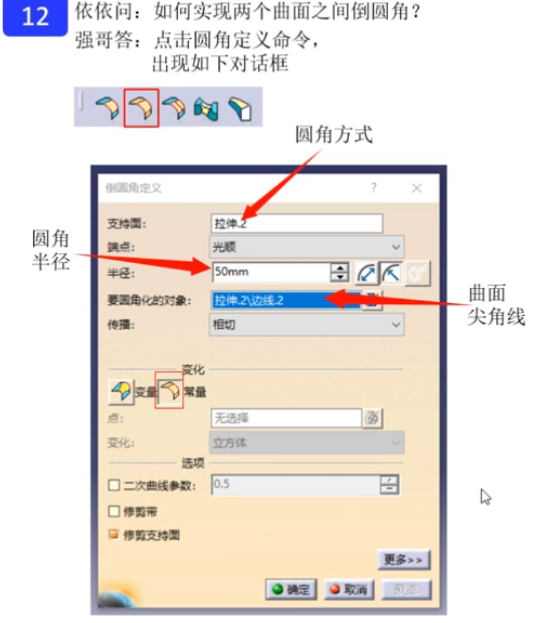 12
依依问：如何实现两个曲面之间倒圆角？
强哥答：点击圆角定义命令，
出现如下对话框
圆角方式
倒圆角定义
?
支持面：
拉伸.2
圆角
半径
端点：
光顺
半径：
50mm
要圆角化的对象：
拉伸.2\边线.2
曲面
尖角线
传播：
相切
变化
变量
常量
点：
无选择
变化：
立方体
选项
二次曲线参数：
0.5
修剪带
修剪支持面
更多>>
确定
取消
预览